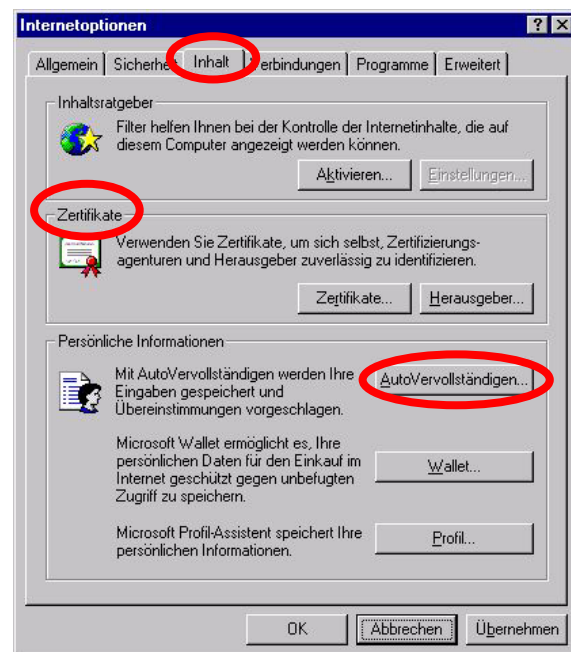 Internetoptionen
Allgemein Sicherheit Inhalt Verbindungen Programme Erweitert
Inhaltsratgeber
Filter helfen Ihnen bei der Kontrolle der Internetinhalte, die auf
diesem Computer angezeigt werden können.
Aktivieren... Einstellungen...
Zertifikate
Verwenden Sie Zertifikate, um sich selbst, Zertifizierungs-
agenturen und Herausgeber zuverlässig zu identifizieren.
Zertifikate... Herausgeber...
Persönliche Informationen
Mit AutoVervollständigen werden Ihre
Eingaben gespeichert und
Übereinstimmungen vorgeschlagen.
AutoVervollständigen...
Microsoft Wallet ermöglicht es, Ihre
persönlichen Daten für den Einkauf im
Internet geschützt gegen unbefugten
Zugriff zu speichern.
Wallet...
Microsoft Profil-Assistent speichert Ihre
persönlichen Informationen.
Profil...
OK Abbrechen Übernehmen